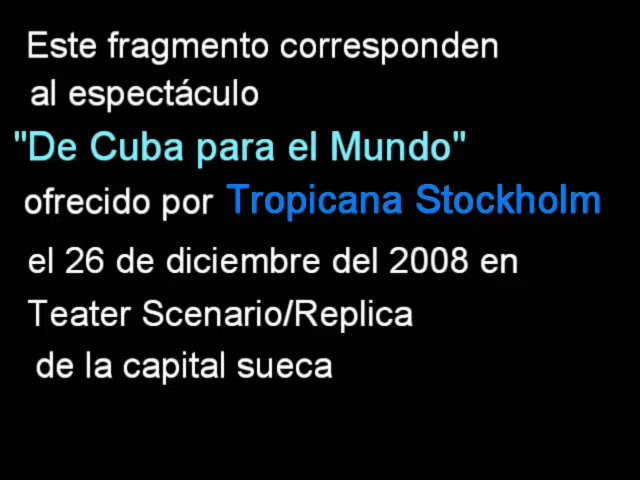 Este fragmento corresponden
al espectáculo
"De Cuba para el Mundo"
ofrecido por Tropicana Stockholm
el 26 de diciembre del 2008 en
Teater Scenario/Replica
de la capital sueca